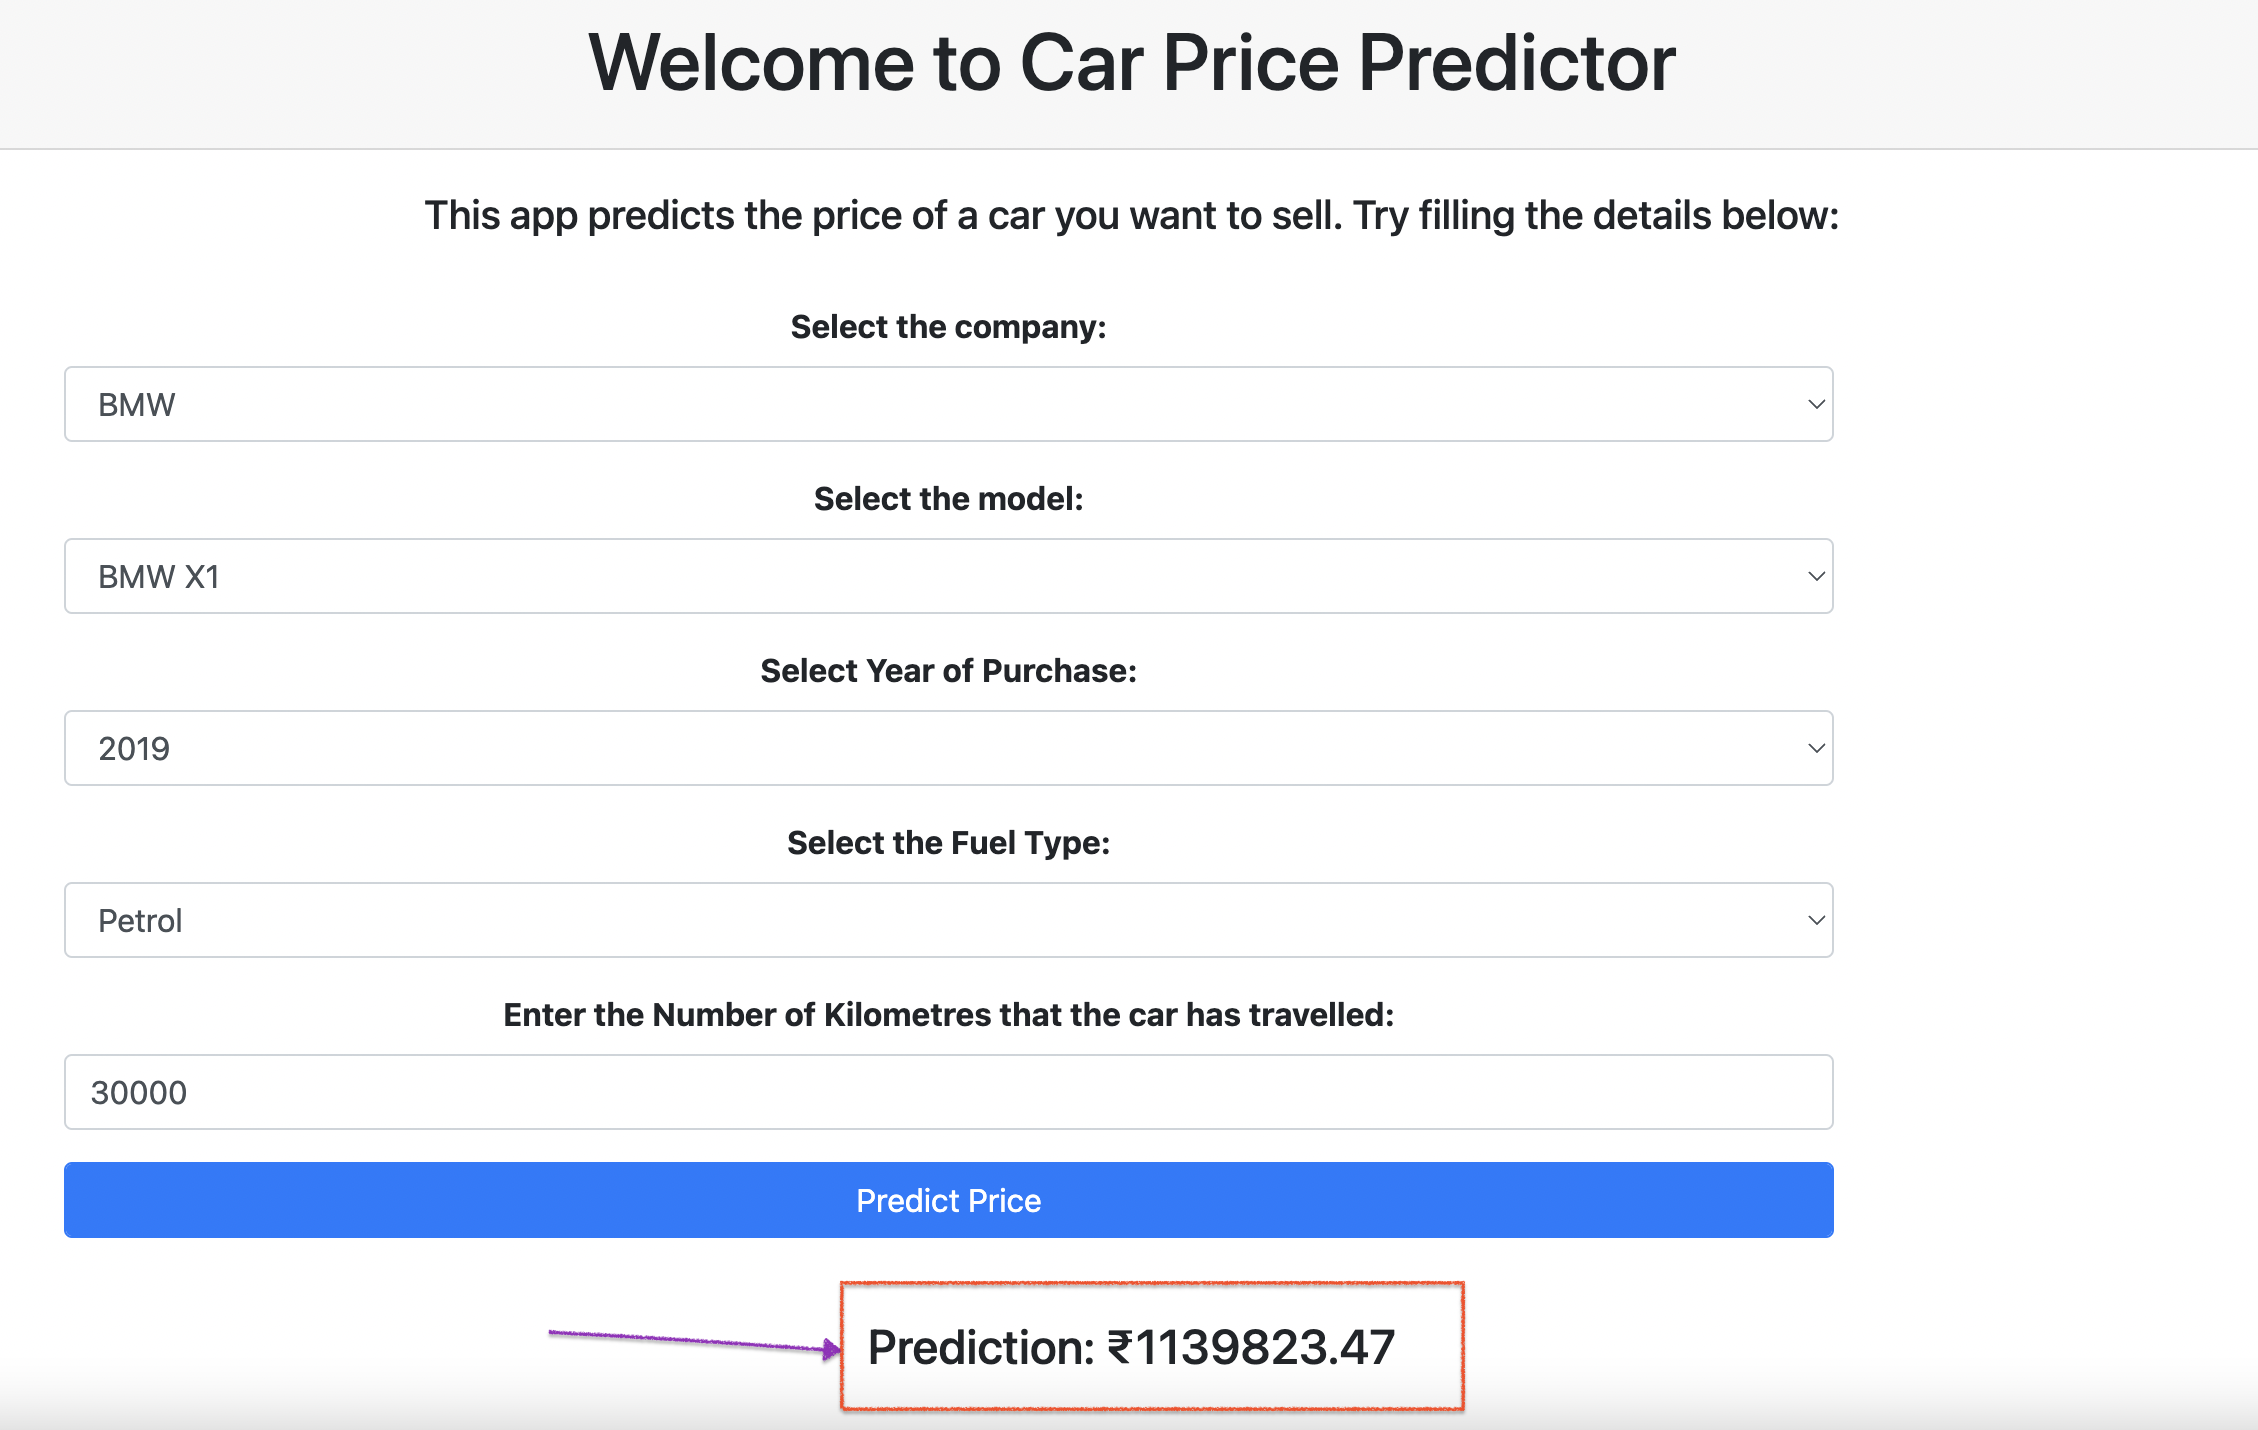 Welcome to Car Price Predictor
This app predicts the price of a car you want to sell. Try filling the details below:
Select the company:
BMW
Select the model:
BMW X1
Select Year of Purchase:
2019
Select the Fuel Type:
Petrol
Enter the Number of Kilometres that the car has travelled:
30000
Predict Price
Prediction: ₹1139823.47